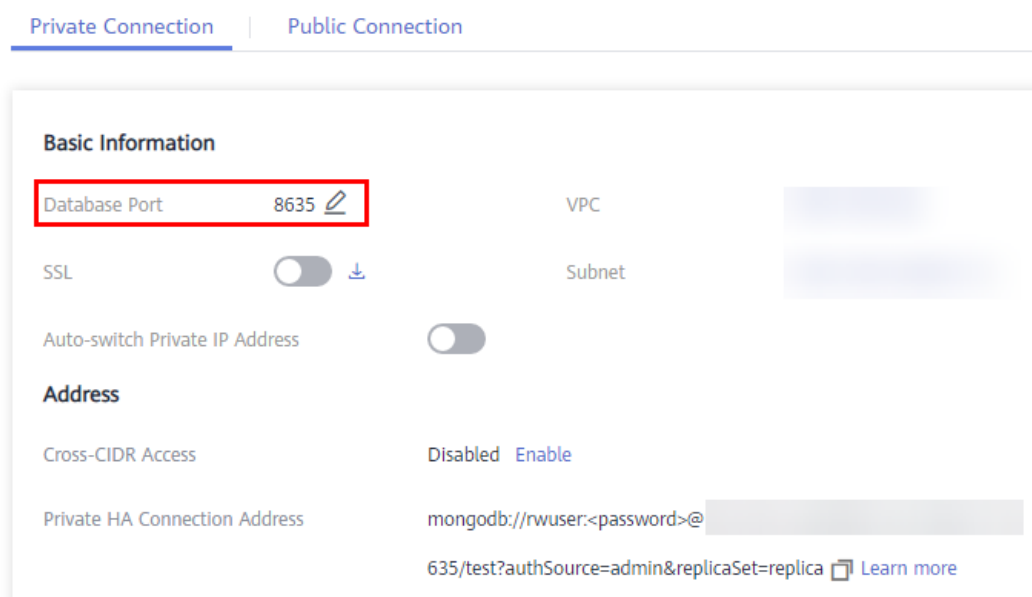 Private Connection Public Connection
Basic Information
Database Port 8635 VPC
SSL Subnet
Auto-switch Private IP Address
Address
Cross-CIDR Access Disabled Enable
Private HA Connection Address mongodb://rwuser:<password>@
635/test?authSource=admin&replicaSet=replica Learn more